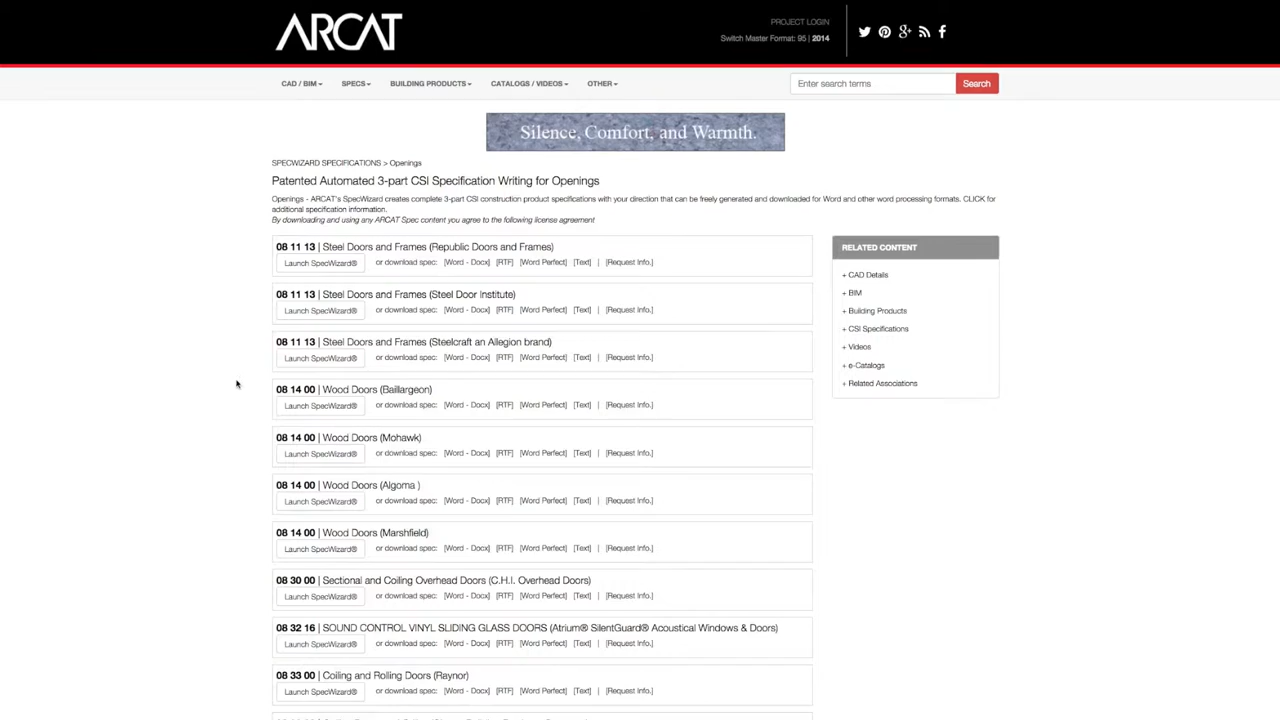 ARCAT
PROJECT LOGIN
Switch Master Format: 95 | 2014
CAD / BIM SPECS BUILDING PRODUCTS CATALOGS / VIDEOS OTHER
Enter search terms Search
Silence, Comfort, and Warmth.
SPECWIZARD SPECIFICATIONS > Openings
Patented Automated 3-part CSI Specification Writing for Openings
Openings - ARCAT's SpecWizard creates complete 3-part CSI construction product specifications with your direction that can be freely generated and downloaded for Word and other word processing formats. CLICK for
additional specification information.
By downloading and using any ARCAT Spec content you agree to the following license agreement
08 11 13 | Steel Doors and Frames (Republic Doors and Frames)
Launch SpecWizard® or download spec: [Word - Docx] [RTF] [Word Perfect] [Text] | [Request Info.]
08 11 13 | Steel Doors and Frames (Steel Door Institute)
Launch SpecWizard® or download spec: [Word - Docx] [RTF] [Word Perfect] [Text] | [Request Info.]
08 11 13 | Steel Doors and Frames (Steelcraft an Allegion brand)
Launch SpecWizard® or download spec: [Word - Docx] [RTF] [Word Perfect] [Text] | [Request Info.]
08 14 00 | Wood Doors (Baillargeon)
Launch SpecWizard® or download spec: [Word - Docx] [RTF] [Word Perfect] [Text] | [Request Info.]
08 14 00 | Wood Doors (Mohawk)
Launch SpecWizard® or download spec: [Word - Docx] [RTF] [Word Perfect] [Text] | [Request Info.]
08 14 00 | Wood Doors (Algoma )
Launch SpecWizard® or download spec: [Word - Docx] [RTF] [Word Perfect] [Text] | [Request Info.]
08 14 00 | Wood Doors (Marshfield)
Launch SpecWizard® or download spec: [Word - Docx] [RTF] [Word Perfect] [Text] | [Request Info.]
08 30 00 | Sectional and Coiling Overhead Doors (C.H.I. Overhead Doors)
Launch SpecWizard® or download spec: [Word - Docx] [RTF] [Word Perfect] [Text] | [Request Info.]
08 32 16 | SOUND CONTROL VINYL SLIDING GLASS DOORS (Atrium® SilentGuard® Acoustical Windows & Doors)
Launch SpecWizard® or download spec: [Word - Docx] [RTF] [Word Perfect] [Text] | [Request Info.]
08 33 00 | Coiling and Rolling Doors (Raynor)
Launch SpecWizard® or download spec: [Word - Docx] [RTF] [Word Perfect] [Text] | [Request Info.]
RELATED CONTENT
+ CAD Details
+ BIM
+ Building Products
+ CSI Specifications
+ Videos
+ e-Catalogs
+ Related Associations